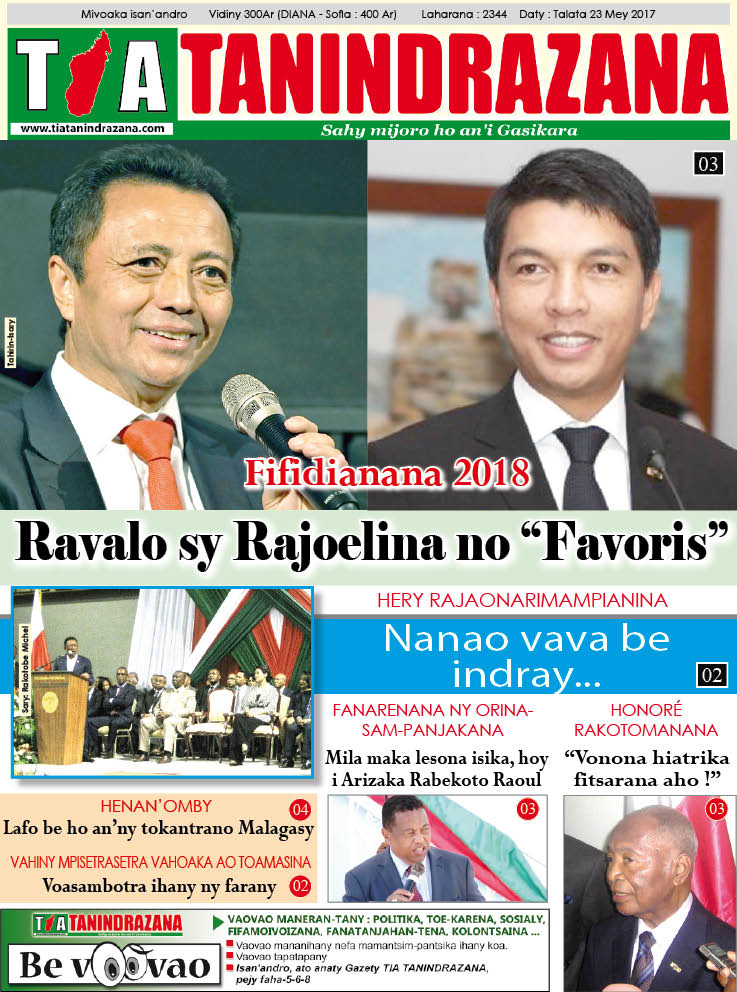 Mivoaka isan'andro Vidiny 300Ar (DIANA - Sofia : 400 Ar) Laharana : 2344 Daty : Talata 23 Mey 2017
TIA TANINDRAZANA
www.tiatanindrazana.com
Sahy mijoro ho an'i Gasikara
03
Tahirin-tsary
Fifidianana 2018
Ravalo sy Rajoelina no “Favoris”
Sary: Rakotobe Michel
HERY RAJAONARIMAMPIANINA
Nanao vava be
indray...
02
FANARENANA NY ORINA-
SAM-PANJAKANA
Mila maka lesona isika, hoy
i Arizaka Rabekoto Raoul
03
HONORÉ
RAKOTOMANANA
“Vonona hiatrika
fitsarana aho !”
03
HENAN'OMBY
04
Lafo be ho an'ny tokantrano Malagasy
VAHINY MPISETRASETRA VAHOAKA AO TOAMASINA
Voasambotra ihany ny farany
02
TIA TANINDRAZANA
Be voovao
VAOVAO MANERAN-TANY : POLITIKA, TOE-KARENA, SOSIALY,
FIFAMOIVOIZANA, FANATANJAHAN-TENA, KOLONTSAINA ...
Vaovao mananihany nefa mamantsim-pantsika ihany koa.
Vaovao tapatapany
Isan'andro, ato anaty Gazety TIA TANINDRAZANA,
pejy faha-5-6-8